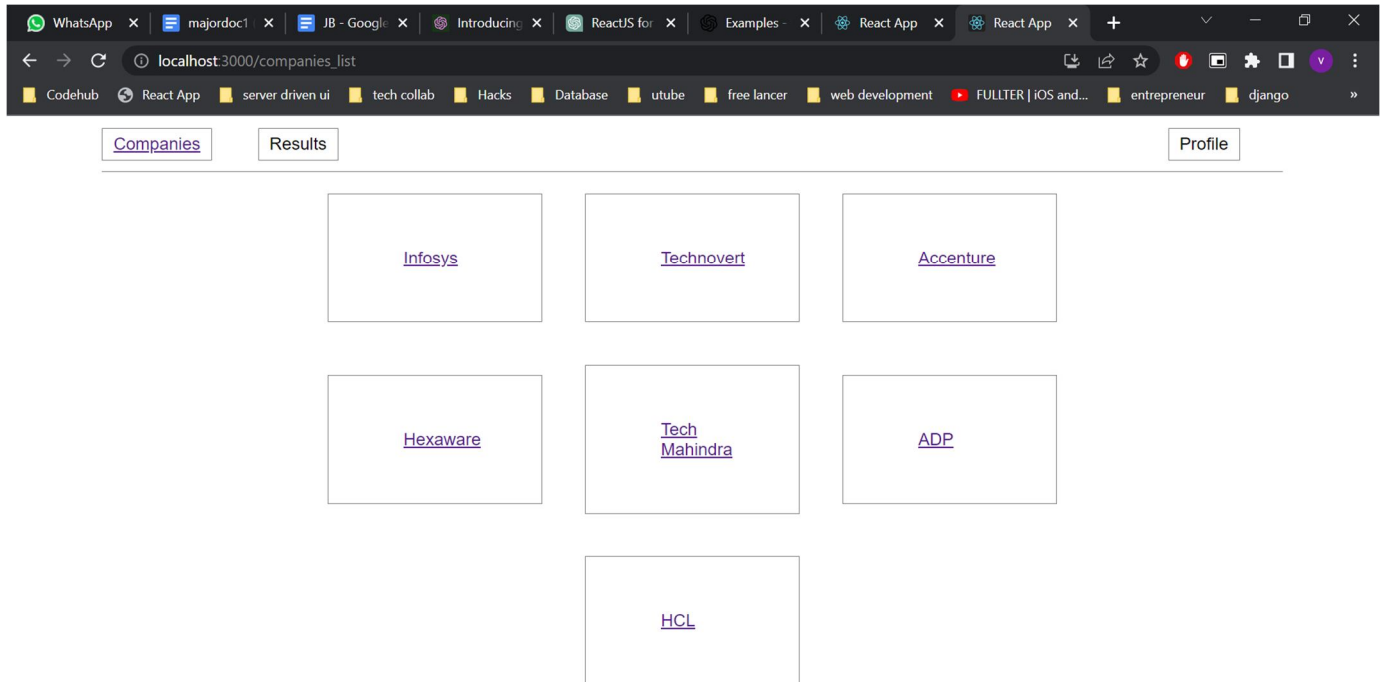 WhatsApp majordoc1 JB - Google Introducing ReactJS for Examples - React App React App
localhost:3000/companies_list
Codehub React App server driven ui tech collab Hacks Database utube free lancer web development FULLTER | iOS and... entrepreneur django »
Companies Results Profile
Infosys Technovert Accenture
Hexaware Tech ADP
Mahindra
HCL